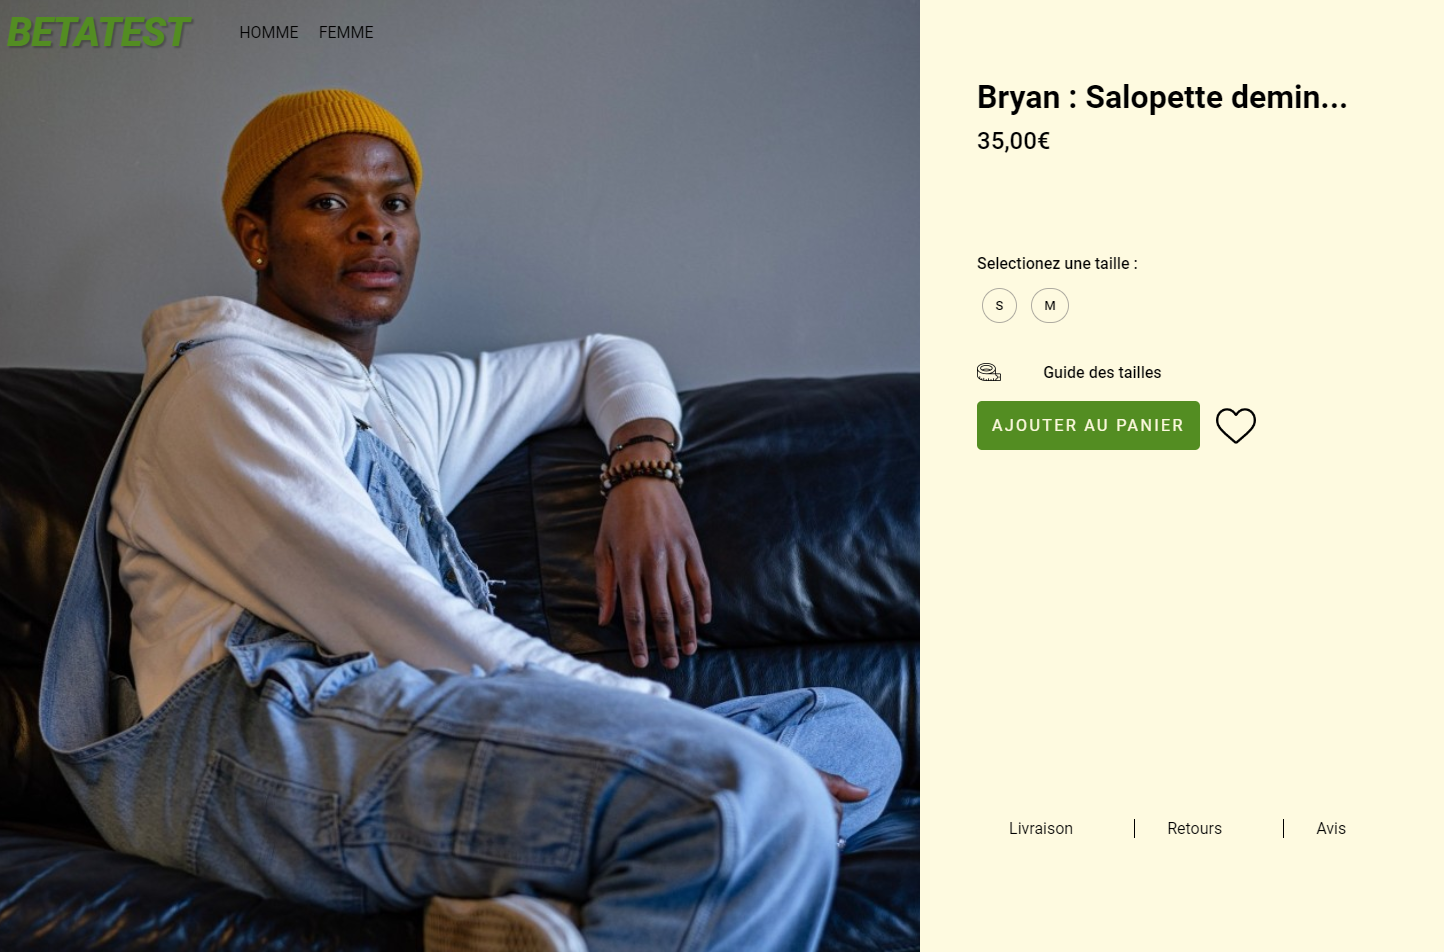 BETATEST
HOMME FEMME
Bryan : Salopette demin...
35,00€
Selectionez une taille :
S M
Guide des tailles
AJOUTER AU PANIER
Livraison Retours Avis